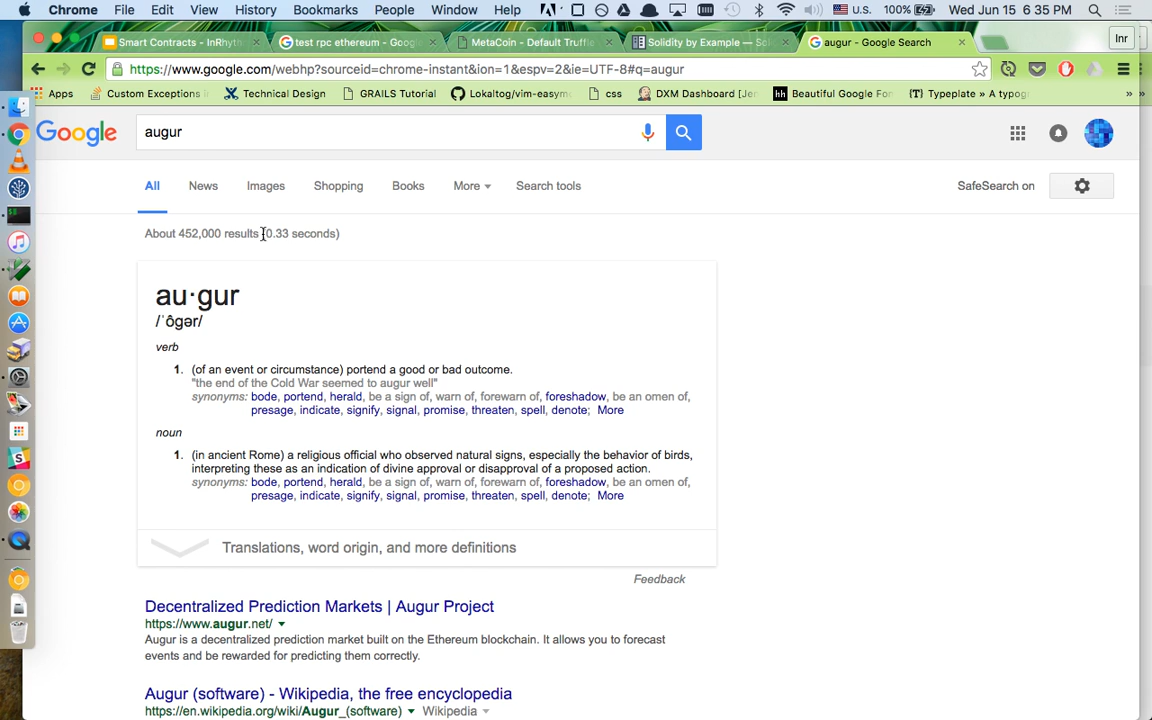 Chrome File Edit View History Bookmarks People Window Help U.S. 100% Wed Jun 15 6:35 PM
Smart Contracts - InRhyth
test rpc ethereum - Goog
MetaCoin - Default Truffle
Solidity by Example — Soli
augur - Google Search
Inr
https://www.google.com/webhp?sourceid=chrome-instant&ion=1&espv=2&ie=UTF-8#q=augur
Apps Custom Exceptions Technical Design GRAILS Tutorial Lokaltog/vim-easym css DXM Dashboard [Jen Beautiful Google Fon Typeplate » A typog » »
Google
augur
All News Images Shopping Books More Search tools SafeSearch on
About 452,000 results (0.33 seconds)
au·gur
/ˈôɡər/
verb
1. (of an event or circumstance) portend a good or bad outcome.
"the end of the Cold War seemed to augur well"
synonyms: bode, portend, herald, be a sign of, warn of, forewarn of, foreshadow, be an omen of,
presage, indicate, signify, signal, promise, threaten, spell, denote; More
noun
1. (in ancient Rome) a religious official who observed natural signs, especially the behavior of birds,
interpreting these as an indication of divine approval or disapproval of a proposed action.
synonyms: bode, portend, herald, be a sign of, warn of, forewarn of, foreshadow, be an omen of,
presage, indicate, signify, signal, promise, threaten, spell, denote; More
Translations, word origin, and more definitions
Feedback
Decentralized Prediction Markets | Augur Project
https://www.augur.net/
Augur is a decentralized prediction market built on the Ethereum blockchain. It allows you to forecast
events and be rewarded for predicting them correctly.
Augur (software) - Wikipedia, the free encyclopedia
https://en.wikipedia.org/wiki/Augur_(software) Wikipedia